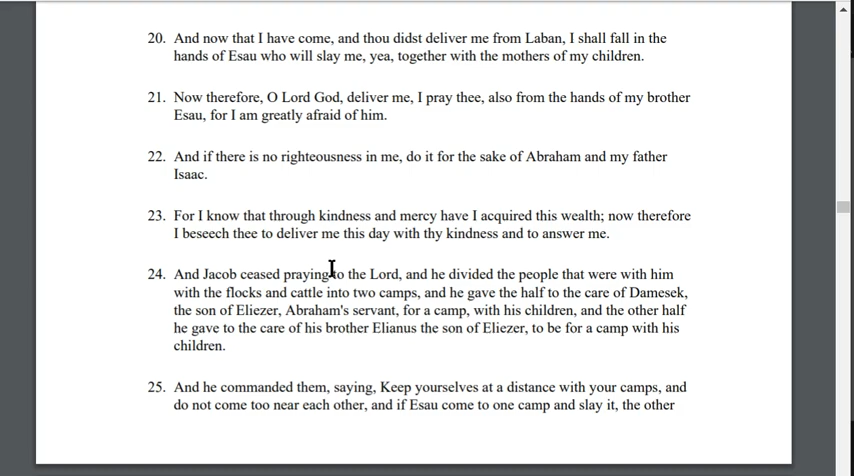 20. And now that I have come, and thou didst deliver me from Laban, I shall fall in the
hands of Esau who will slay me, yea, together with the mothers of my children.
21. Now therefore, O Lord God, deliver me, I pray thee, also from the hands of my brother
Esau, for I am greatly afraid of him.
22. And if there is no righteousness in me, do it for the sake of Abraham and my father
Isaac.
23. For I know that through kindness and mercy have I acquired this wealth; now therefore
I beseech thee to deliver me this day with thy kindness and to answer me.
24. And Jacob ceased praying to the Lord, and he divided the people that were with him
with the flocks and cattle into two camps, and he gave the half to the care of Damesek,
the son of Eliezer, Abraham's servant, for a camp, with his children, and the other half
he gave to the care of his brother Elianus the son of Eliezer, to be for a camp with his
children.
25. And he commanded them, saying, Keep yourselves at a distance with your camps, and
do not come too near each other, and if Esau come to one camp and slay it, the other